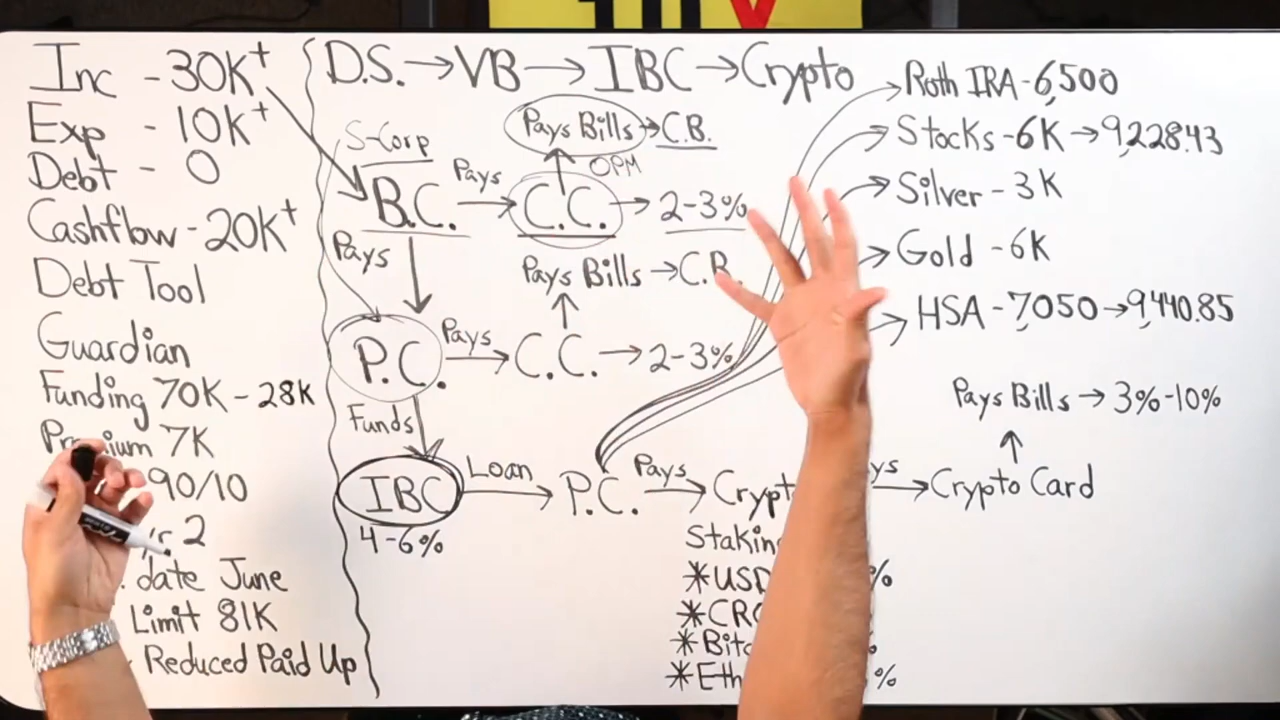 Inc - 30K+
Exp - 10K+
Debt - 0
Cashflow - 20K+
Debt Tool
Guardian
Funding 70K - 28K
7K
90/10
2
date June
Limit 81K
Reduced Paid Up
D.S. → VB → IBC → Crypto
Pays Bills → C.B.
S-Corp
OPM
B.C. Pays → C.C. → 2-3%
Pays
Pays Bills →
P.C. Pays → C.C. → 2-3%
Funds
IBC Loan → P.C. Pays →
4-6%
→ Crypto Card
Pays Bills → 3%-10%
Roth IRA - 6,500
Stocks - 6K → 9,228.43
Silver - 3K
Gold - 6K
HSA - 7,050 → 9,440.85